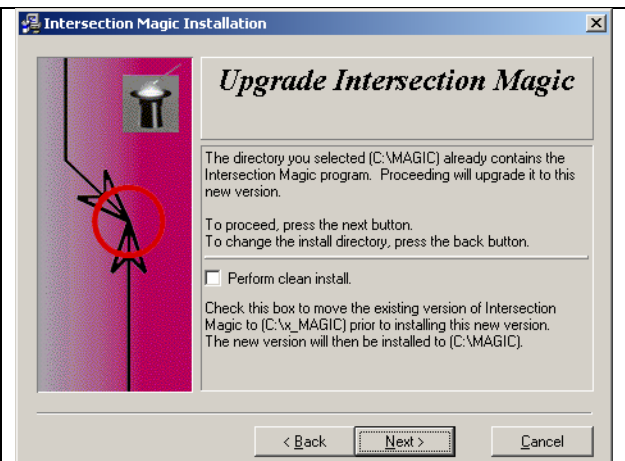 Intersection Magic Installation
Upgrade Intersection Magic
The directory you selected (C:\MAGIC) already contains the
Intersection Magic program.  Proceeding will upgrade it to this
new version.
To proceed, press the next button.
To change the install directory, press the back button.
Perform clean install.
Check this box to move the existing version of Intersection
Magic to (C:\x_MAGIC) prior to installing this new version.
The new version will then be installed to (C:\MAGIC).
< Back
Next >
Cancel